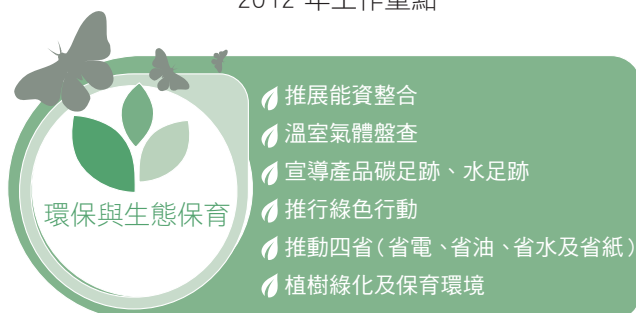 2012 年工作重點
環保與生態保育
推展能資整合
溫室氣體盤查
宣導產品碳足跡、水足跡
推行綠色行動
推動四省(省電、省油、省水及省紙)
植樹綠化及保育環境